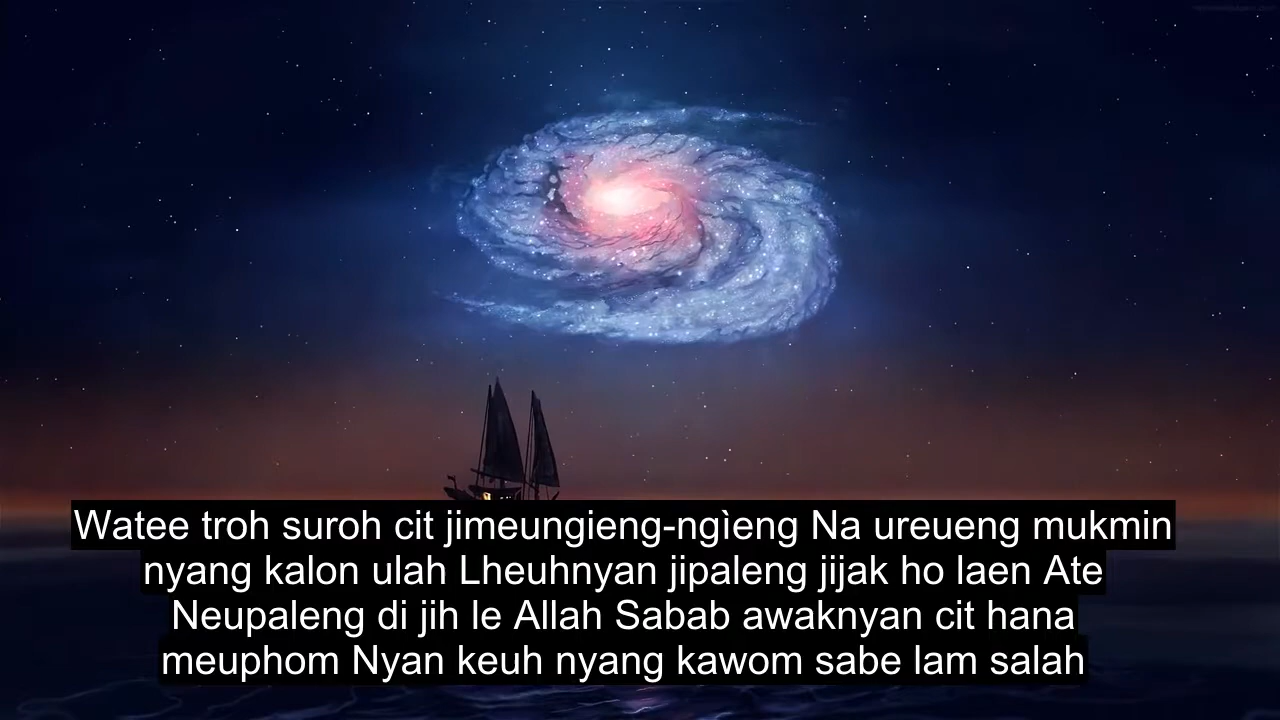 Watee troh suroh cit jimeungieng-ngìeng Na ureueng mukmin
nyang kalon ulah Lheuhnyan jipaleng jijak ho laen Ate
Neupaleng di jih le Allah Sabab awaknyan cit hana
meuphom Nyan keuh nyang kawom sabe lam salah